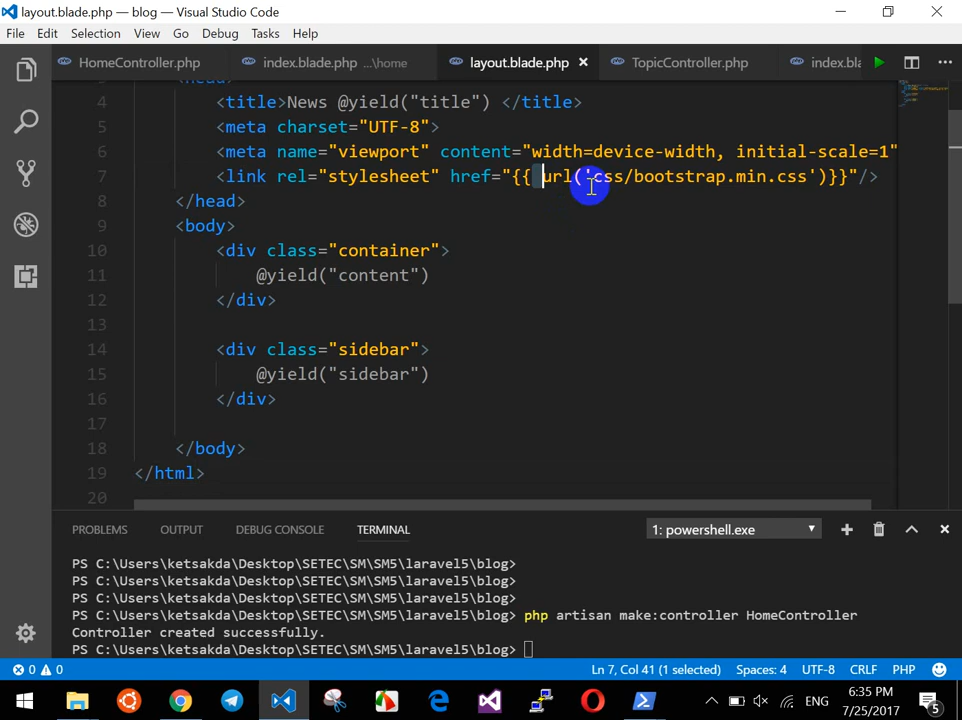 layout.blade.php — blog — Visual Studio Code
File Edit Selection View Go Debug Tasks Help
HomeController.php index.blade.php ...\home layout.blade.php TopicController.php index.bla
4 <title>News @yield("title") </title>
5 <meta charset="UTF-8">
6 <meta name="viewport" content="width=device-width, initial-scale=1"
7 <link rel="stylesheet" href="{{ url('css/bootstrap.min.css')}}"/>
8 </head>
9 <body>
10 <div class="container">
11 @yield("content")
12 </div>
13
14 <div class="sidebar">
15 @yield("sidebar")
16 </div>
17
18 </body>
19 </html>
20
PROBLEMS OUTPUT DEBUG CONSOLE TERMINAL 1: powershell.exe
PS C:\Users\ketsakda\Desktop\SETEC\SM\SM5\laravel5\blog>
PS C:\Users\ketsakda\Desktop\SETEC\SM\SM5\laravel5\blog>
PS C:\Users\ketsakda\Desktop\SETEC\SM\SM5\laravel5\blog>
PS C:\Users\ketsakda\Desktop\SETEC\SM\SM5\laravel5\blog> php artisan make:controller HomeController
Controller created successfully.
PS C:\Users\ketsakda\Desktop\SETEC\SM\SM5\laravel5\blog>
0 0 Ln 7, Col 41 (1 selected) Spaces: 4 UTF-8 CRLF PHP
ENG 6:35 PM
7/25/2017 5